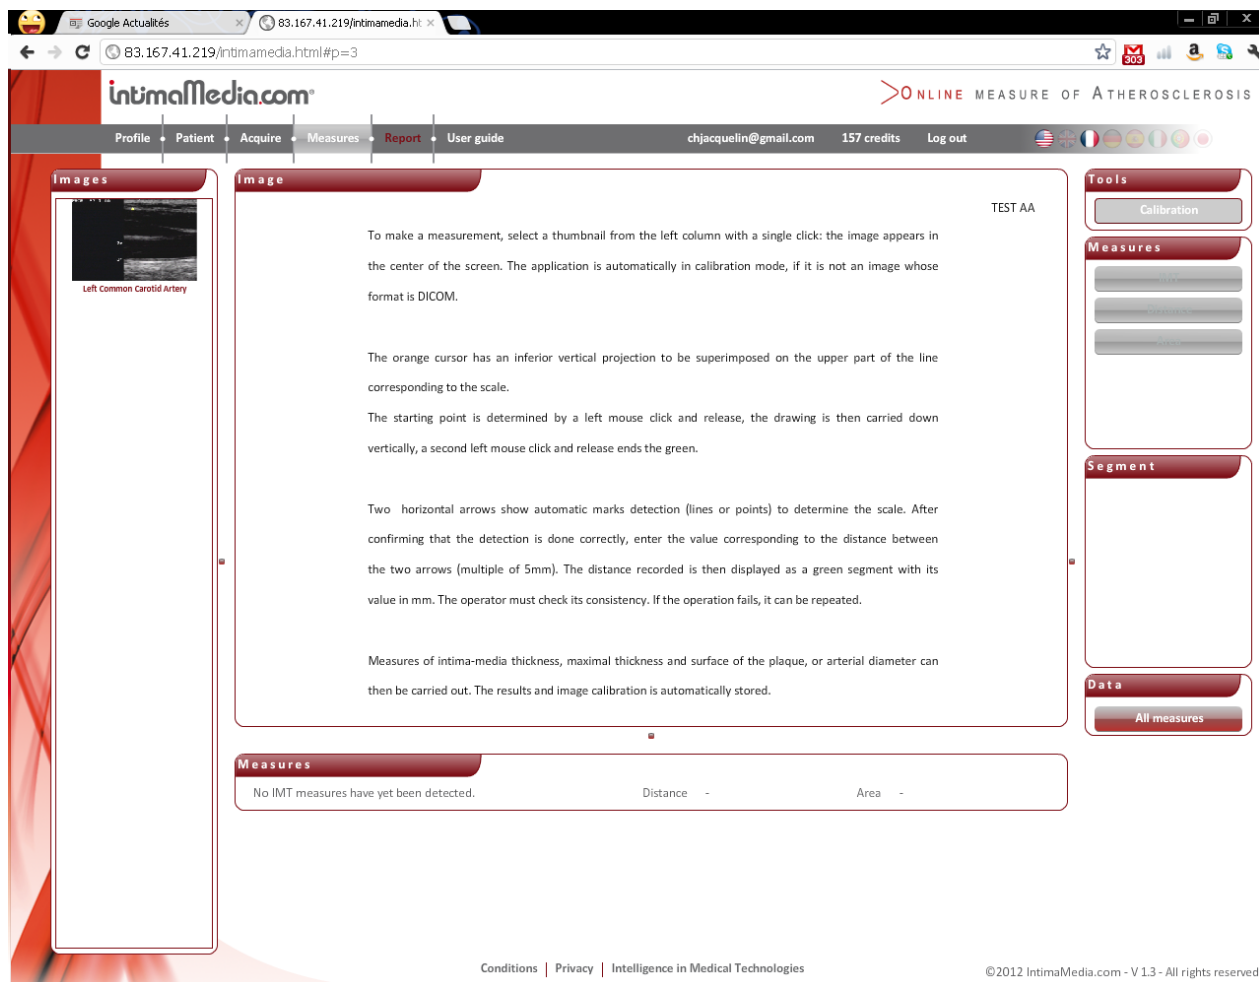 Google Actualités
83.167.41.219/intimamedia.ht
83.167.41.219/intimamedia.html#p=3
303
intimaMedia.com
ONLINE MEASURE OF ATHEROSCLEROSIS
Profile Patient Acquire Measures Report User guide chjacquelin@gmail.com 157 credits Log out
Images
Left Common Carotid Artery
Image
TEST AA
To make a measurement, select a thumbnail from the left column with a single click: the image appears in
the center of the screen. The application is automatically in calibration mode, if it is not an image whose
format is DICOM.
The orange cursor has an inferior vertical projection to be superimposed on the upper part of the line
corresponding to the scale.
The starting point is determined by a left mouse click and release, the drawing is then carried down
vertically, a second left mouse click and release ends the green.
Two horizontal arrows show automatic marks detection (lines or points) to determine the scale. After
confirming that the detection is done correctly, enter the value corresponding to the distance between
the two arrows (multiple of 5mm). The distance recorded is then displayed as a green segment with its
value in mm. The operator must check its consistency. If the operation fails, it can be repeated.
Measures of intima-media thickness, maximal thickness and surface of the plaque, or arterial diameter can
then be carried out. The results and image calibration is automatically stored.
Tools
Calibration
Measures
IMT
Distance
Area
Segment
Data
All measures
Measures
No IMT measures have yet been detected. Distance - Area -
Conditions | Privacy | Intelligence in Medical Technologies
©2012 IntimaMedia.com - V 1.3 - All rights reserved